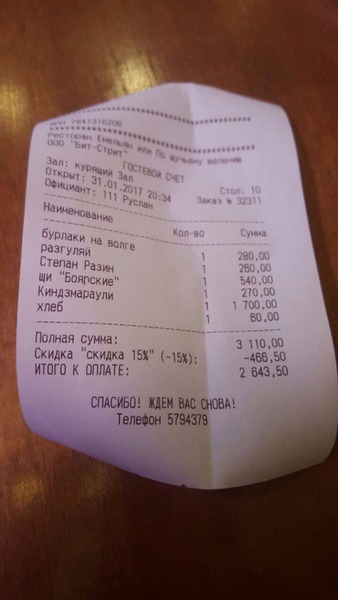 ИНН 7841316206
Ресторан Емельян или По щучьему велению
ООО "Бит-Стрит"
ГОСТЕВОЙ СЧЕТ
Зал: курящий Зал
Открыт: 31.01.2017 20:34 Стол: 10
Официант: 111 Руслан Заказ № 32311
Наименование Кол-во Сумма
бурлаки на волге 1 280,00
разгуляй 1 260,00
Степан Разин 1 540,00
щи "Боярские" 1 270,00
Киндзмараули 1 1 700,00
хлеб 1 60,00
Полная сумма: 3 110,00
Скидка "скидка 15%" (-15%): -466,50
ИТОГО К ОПЛАТЕ: 2 643,50
СПАСИБО! ЖДЕМ ВАС СНОВА!
Телефон 5794379